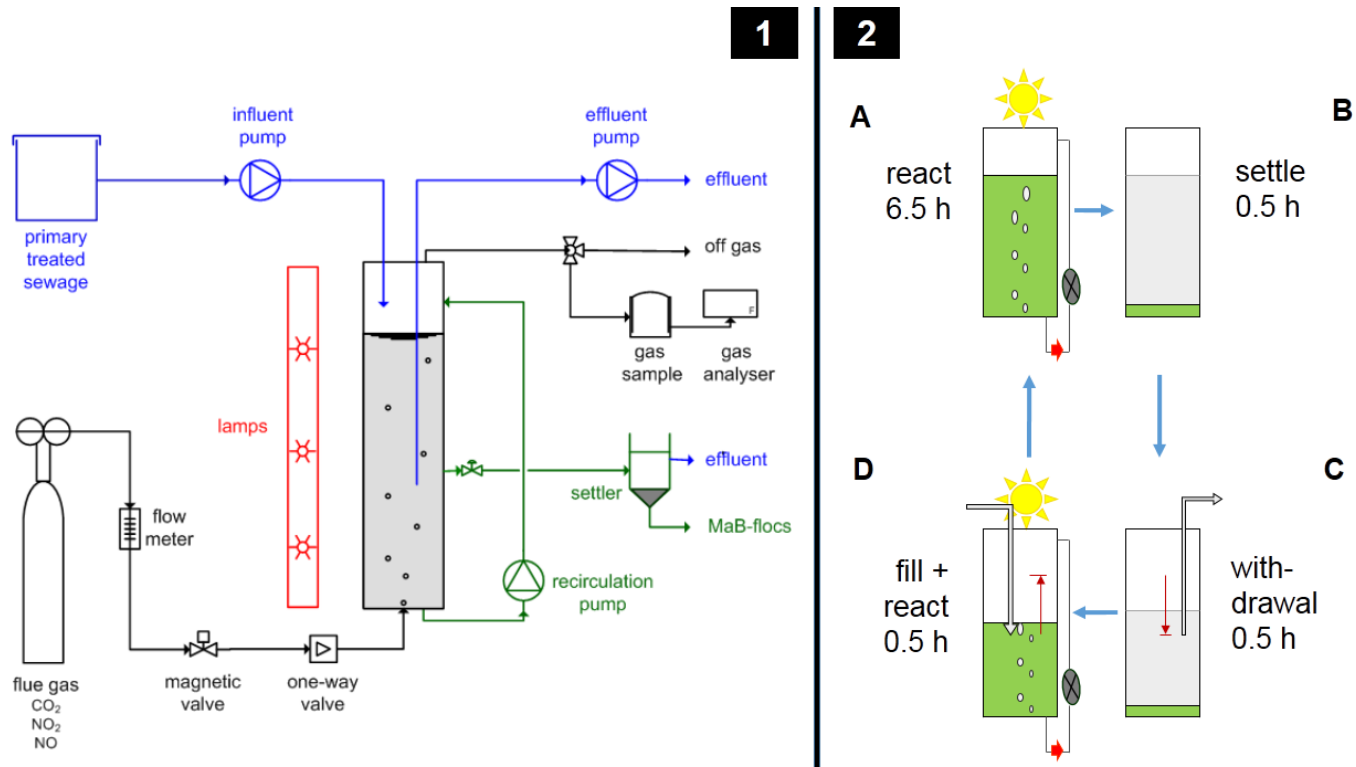 1
2
influent
pump
effluent
pump
effluent
primary
treated
sewage
off gas
gas
sample
F
gas
analyser
lamps
settler
effluent
MaB-flocs
flow
meter
recirculation
pump
magnetic
valve
one-way
valve
flue gas
CO₂
NO₂
NO
A
react
6.5 h
B
settle
0.5 h
D
fill +
react
0.5 h
C
with-
drawal
0.5 h